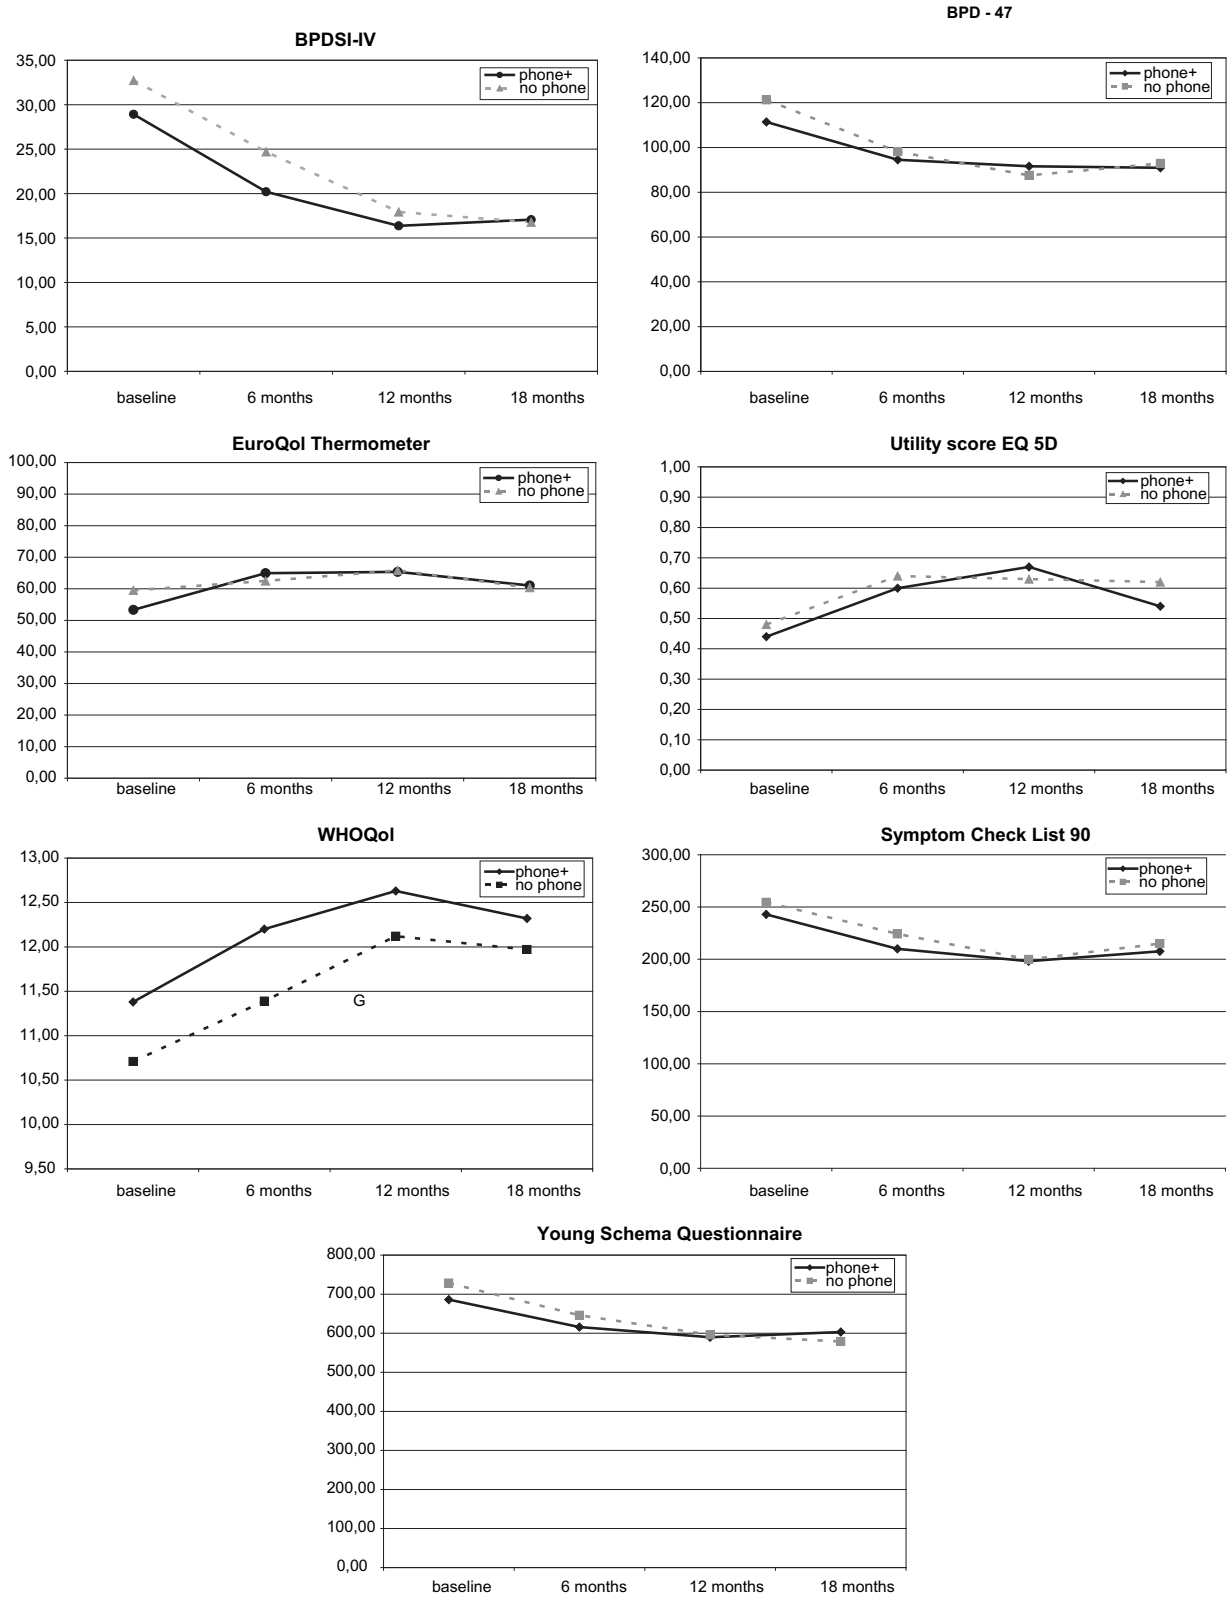 BPDSI-IV
35,00
30,00
25,00
20,00
15,00
10,00
5,00
0,00
phone+
no phone
baseline 6 months 12 months 18 months
BPD - 47
140,00
120,00
100,00
80,00
60,00
40,00
20,00
0,00
phone+
no phone
baseline 6 months 12 months 18 months
EuroQol Thermometer
100,00
90,00
80,00
70,00
60,00
50,00
40,00
30,00
20,00
10,00
0,00
phone+
no phone
baseline 6 months 12 months 18 months
Utility score EQ 5D
1,00
0,90
0,80
0,70
0,60
0,50
0,40
0,30
0,20
0,10
0,00
phone+
no phone
baseline 6 months 12 months 18 months
WHOQol
13,00
12,50
12,00
11,50
11,00
10,50
10,00
9,50
phone+
no phone
G
baseline 6 months 12 months 18 months
Symptom Check List 90
300,00
250,00
200,00
150,00
100,00
50,00
0,00
phone+
no phone
baseline 6 months 12 months 18 months
Young Schema Questionnaire
800,00
700,00
600,00
500,00
400,00
300,00
200,00
100,00
0,00
phone+
no phone
baseline 6 months 12 months 18 months